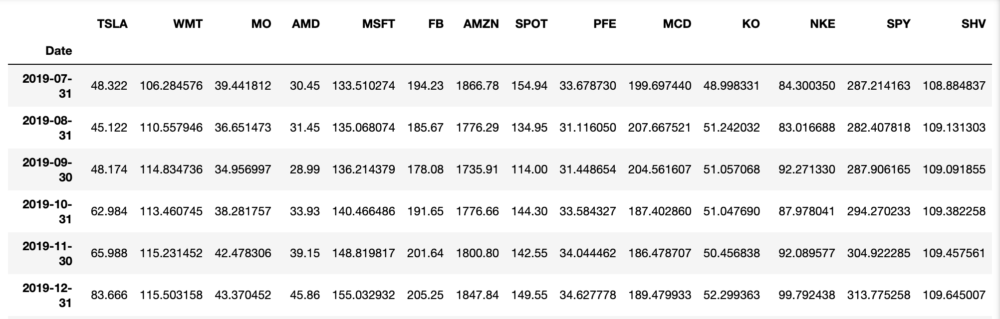 TSLA WMT MO AMD MSFT FB AMZN SPOT PFE MCD KO NKE SPY SHV
Date
2019-07-
31 48.322 106.284576 39.441812 30.45 133.510274 194.23 1866.78 154.94 33.678730 199.697440 48.998331 84.300350 287.214163 108.884837
2019-08-
31 45.122 110.557946 36.651473 31.45 135.068074 185.67 1776.29 134.95 31.116050 207.667521 51.242032 83.016688 282.407818 109.131303
2019-09-
30 48.174 114.834736 34.956997 28.99 136.214379 178.08 1735.91 114.00 31.448654 204.561607 51.057068 92.271330 287.906165 109.091855
2019-10-
31 62.984 113.460745 38.281757 33.93 140.466486 191.65 1776.66 144.30 33.584327 187.402860 51.047690 87.978041 294.270233 109.382258
2019-11-
30 65.988 115.231452 42.478306 39.15 148.819817 201.64 1800.80 142.55 34.044462 186.478707 50.456838 92.089577 304.922285 109.457561
2019-12-
31 83.666 115.503158 43.370452 45.86 155.032932 205.25 1847.84 149.55 34.627778 189.479933 52.299363 99.792438 313.775258 109.645007